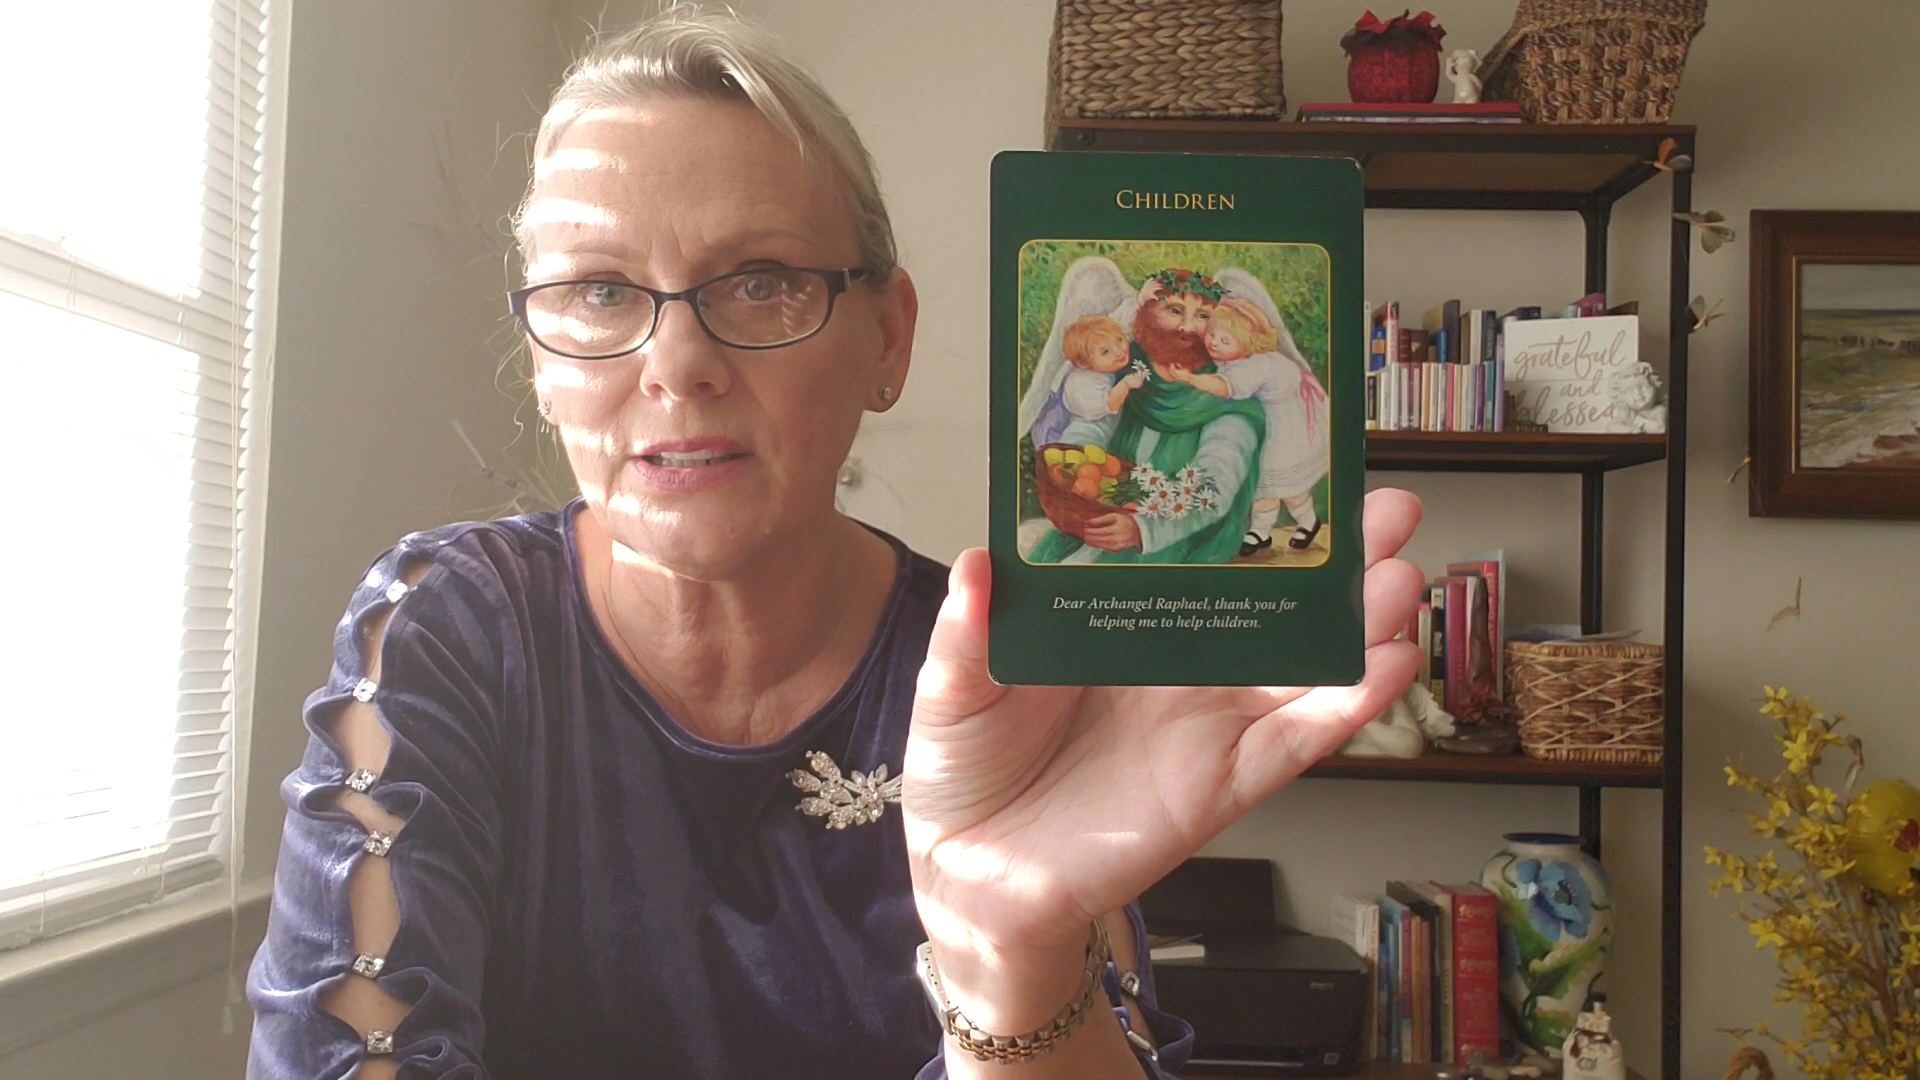 CHILDREN
Dear Archangel Raphael, thank you for
helping me to help children.
grateful
and
blessed